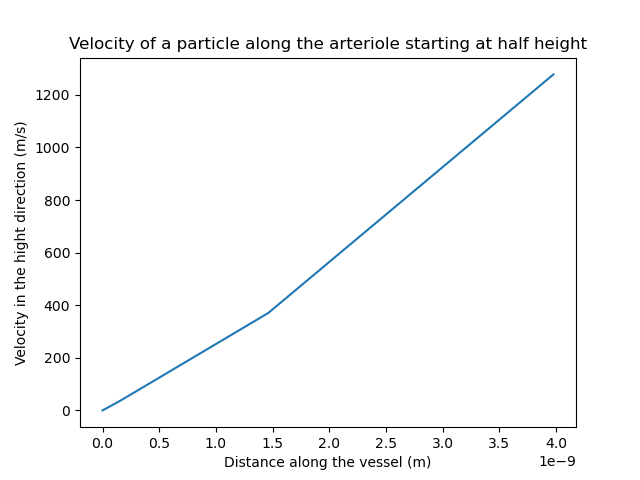 Velocity of a particle along the arteriole starting at half height
Velocity in the hight direction (m/s)
1200
1000
800
600
400
200
0
0.0 0.5 1.0 1.5 2.0 2.5 3.0 3.5 4.0
1e−9
Distance along the vessel (m)